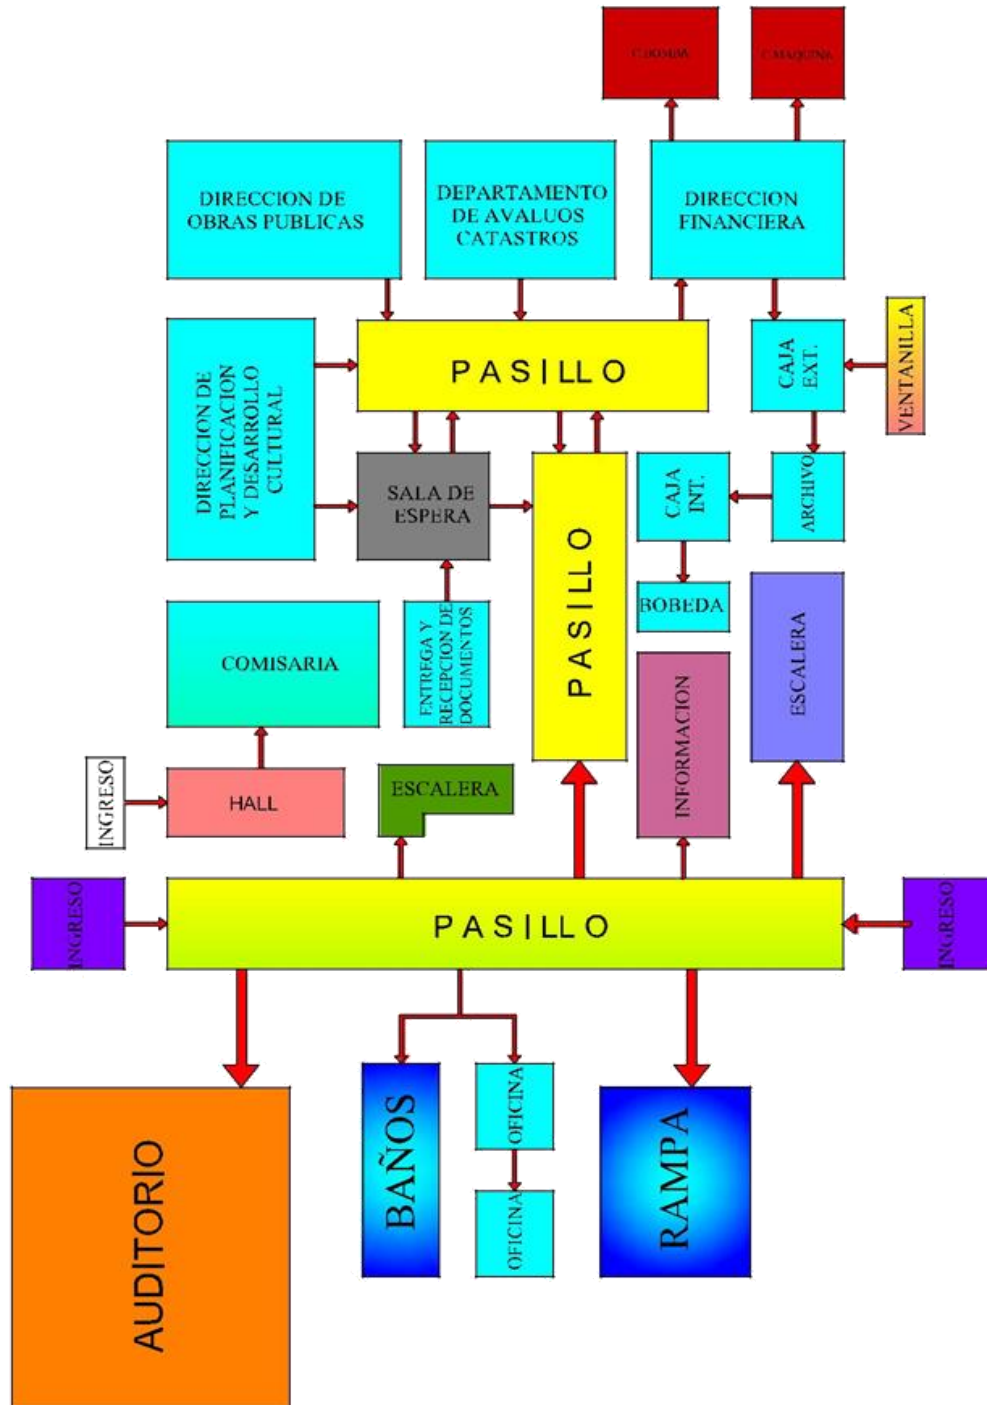 C.BOMBA
C.MAQUINA
DIRECCION DE
OBRAS PUBLICAS
DEPARTAMENTO
DE AVALUOS
CATASTROS
DIRECCION
FINANCIERA
DIRECCION DE
PLANIFICACION
Y DESARROLLO
CULTURAL
PASILLO
CAJA
EXT.
VENTANILLA
SALA DE
ESPERA
PASILLO
CAJA
INT.
ARCHIVO
BOBEDA
COMISARIA
ENTREGA Y
RECEPCION DE
DOCUMENTOS
INFORMACION
ESCALERA
INGRESO
HALL
ESCALERA
INGRESO
PASILLO
INGRESO
AUDITORIO
BAÑOS
OFICINA
OFICINA
RAMPA